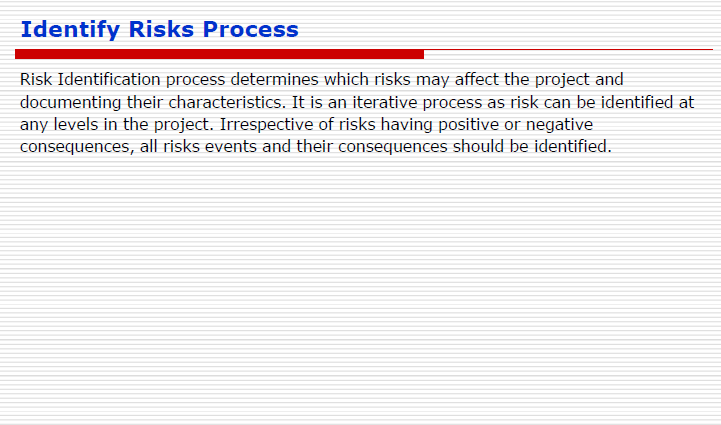 Identify Risks Process
Risk Identification process determines which risks may affect the project and
documenting their characteristics. It is an iterative process as risk can be identified at
any levels in the project. Irrespective of risks having positive or negative
consequences, all risks events and their consequences should be identified.